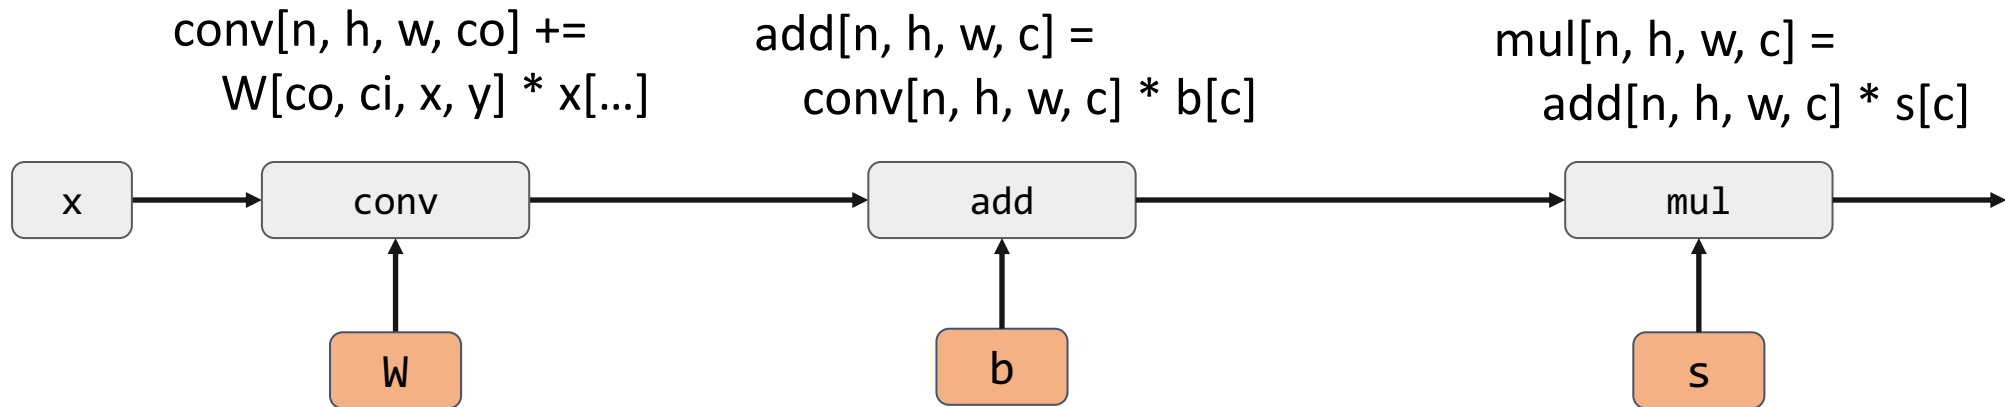 conv[n, h, w, co] +=
W[co, ci, x, y] * x[…]
add[n, h, w, c] =
conv[n, h, w, c] * b[c]
mul[n, h, w, c] =
add[n, h, w, c] * s[c]
x
conv
add
mul
W
b
s